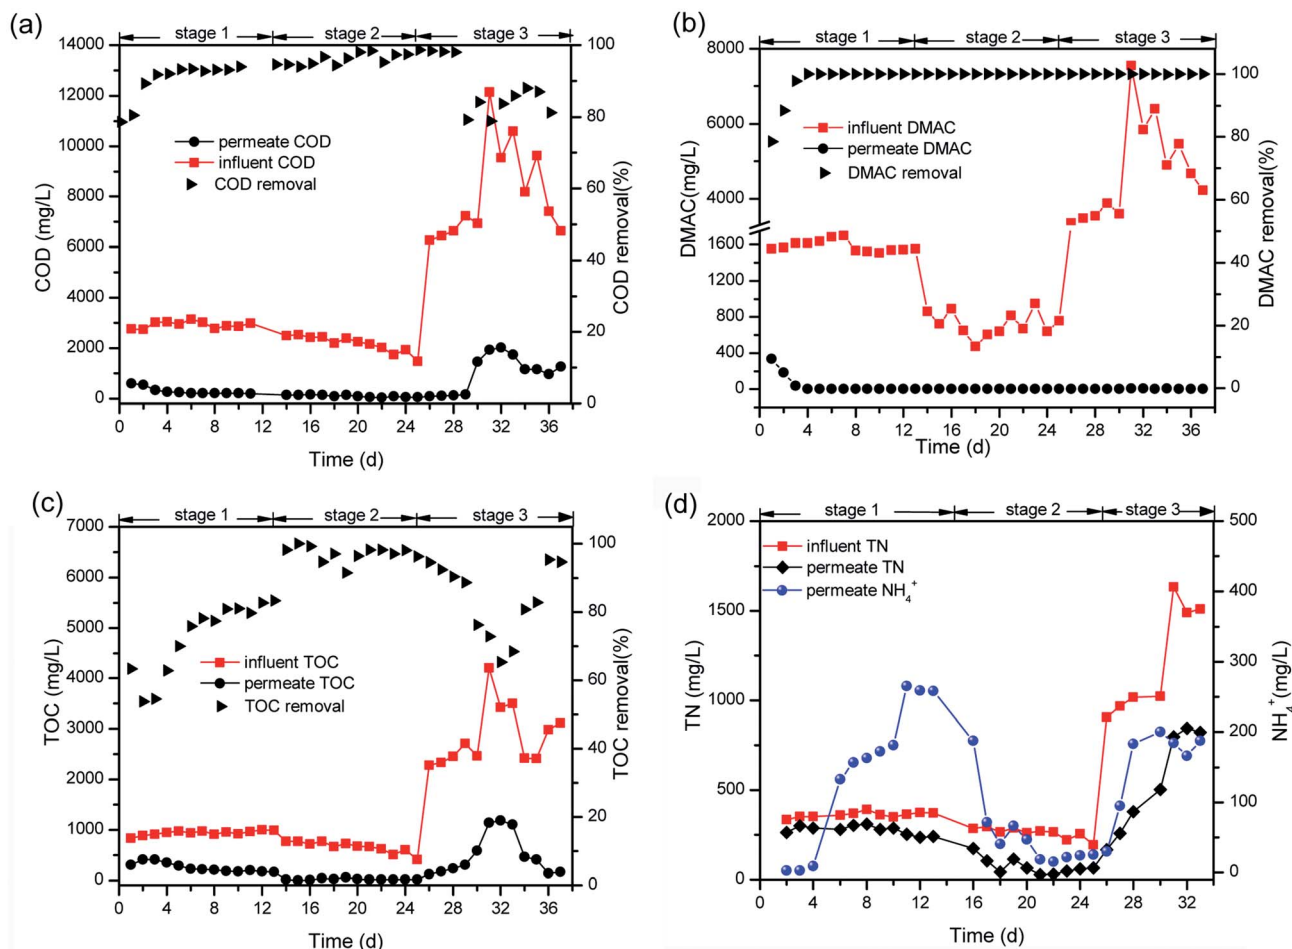 (a)
stage 1 stage 2 stage 3
14000 12000 10000 8000 6000 4000 2000 0
COD (mg/L)
permeate COD
influent COD
COD removal
100 80 60 40 20 0
COD removal(%)
0 4 8 12 16 20 24 28 32 36
Time (d)
(b)
stage 1 stage 2 stage 3
8000 6000 4000 1600 1200 800 400 0
DMAC(mg/L)
influent DMAC
permeate DMAC
DMAC removal
100 80 60 40 20 0
DMAC removal(%)
0 4 8 12 16 20 24 28 32 36
Time (d)
(c)
stage 1 stage 2 stage 3
7000 6000 5000 4000 3000 2000 1000 0
TOC (mg/L)
influent TOC
permeate TOC
TOC removal
100 80 60 40 20 0
TOC removal(%)
0 4 8 12 16 20 24 28 32 36
Time (d)
(d)
stage 1 stage 2 stage 3
2000 1500 1000 500 0
TN (mg/L)
influent TN
permeate TN
permeate NH4+
500 400 300 200 100 0
NH4+ (mg/L)
0 4 8 12 16 20 24 28 32
Time (d)